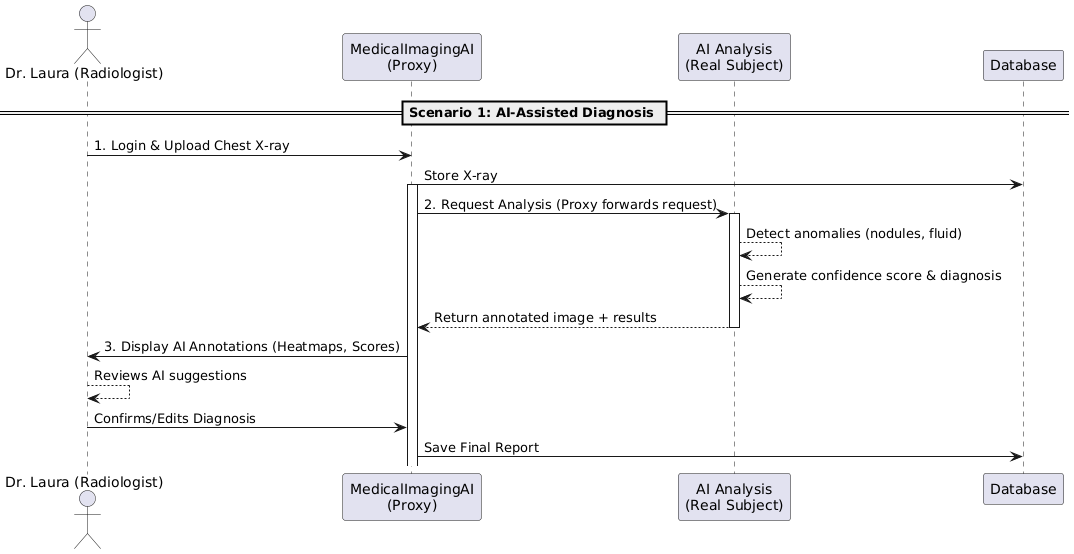 Dr. Laura (Radiologist)
MedicalImagingAI
(Proxy)
AI Analysis
(Real Subject)
Database
Scenario 1: AI-Assisted Diagnosis
1. Login & Upload Chest X-ray
Store X-ray
2. Request Analysis (Proxy forwards request)
Detect anomalies (nodules, fluid)
Generate confidence score & diagnosis
Return annotated image + results
3. Display AI Annotations (Heatmaps, Scores)
Reviews AI suggestions
Confirms/Edits Diagnosis
Save Final Report
Dr. Laura (Radiologist)
MedicalImagingAI
(Proxy)
AI Analysis
(Real Subject)
Database